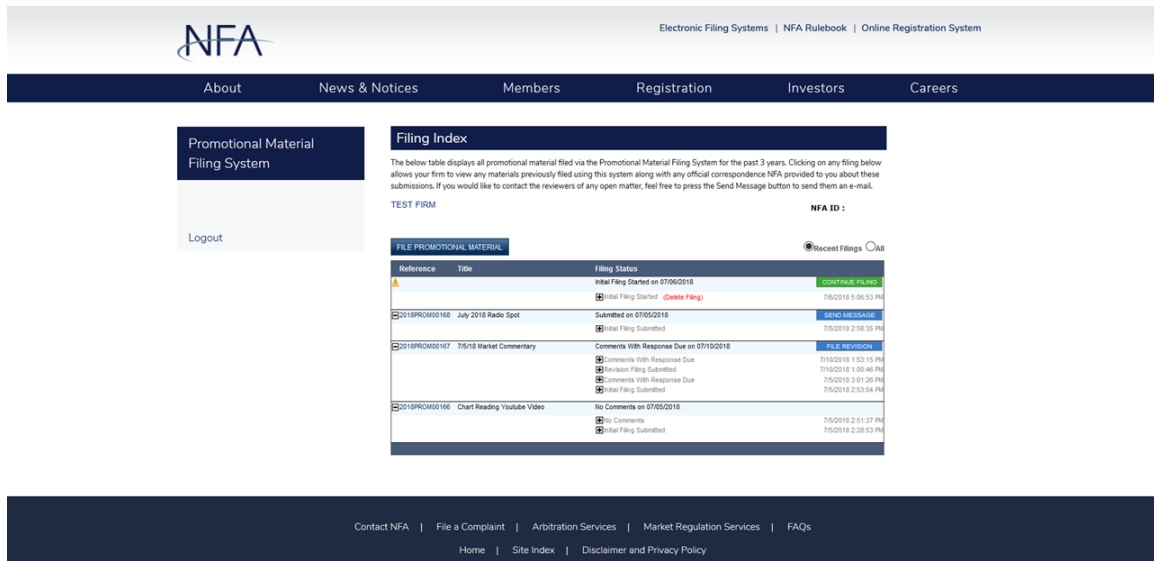 NFA
Electronic Filing Systems | NFA Rulebook | Online Registration System
About News & Notices Members Registration Investors Careers
Promotional Material
Filing System
Logout
Filing Index
The below table displays all promotional material filed via the Promotional Material Filing System for the past 3 years. Clicking on any filing below
allows your firm to view any materials previously filed using this system along with any official correspondence NFA provided to you about these
submissions. If you would like to contact the reviewers of any open matter, feel free to press the Send Message button to send them an e-mail.
TEST FIRM
NFA ID :
FILE PROMOTIONAL MATERIAL
Recent Filings All
Reference Title Filing Status
Initial Filing Started on 07/06/2018 CONTINUE FILING
Initial Filing Started (Delete Filing) 7/6/2018 5:06:53 PM
2018PROM00168 July 2018 Radio Spot Submitted on 07/05/2018 SEND MESSAGE
Initial Filing Submitted 7/5/2018 2:58:35 PM
2018PROM00167 7/5/18 Market Commentary Comments With Response Due on 07/10/2018 FILE REVISION
Comments With Response Due 7/10/2018 1:53:15 PM
Revision Filing Submitted 7/10/2018 1:00:46 PM
Comments With Response Due 7/5/2018 3:01:26 PM
Initial Filing Submitted 7/5/2018 2:53:04 PM
2018PROM00166 Chart Reading Youtube Video No Comments on 07/05/2018
No Comments 7/5/2018 2:51:37 PM
Initial Filing Submitted 7/5/2018 2:28:53 PM
Contact NFA | File a Complaint | Arbitration Services | Market Regulation Services | FAQs
Home | Site Index | Disclaimer and Privacy Policy